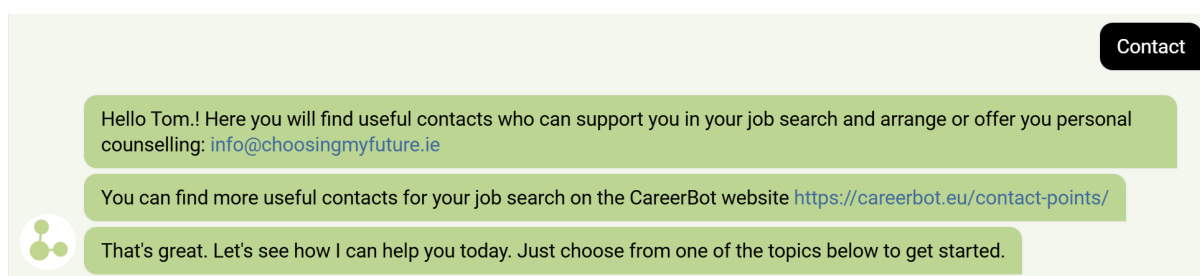 Contact
Hello Tom.! Here you will find useful contacts who can support you in your job search and arrange or offer you personal
counselling: info@choosingmyfuture.ie
You can find more useful contacts for your job search on the CareerBot website https://careerbot.eu/contact-points/
That's great. Let's see how I can help you today. Just choose from one of the topics below to get started.